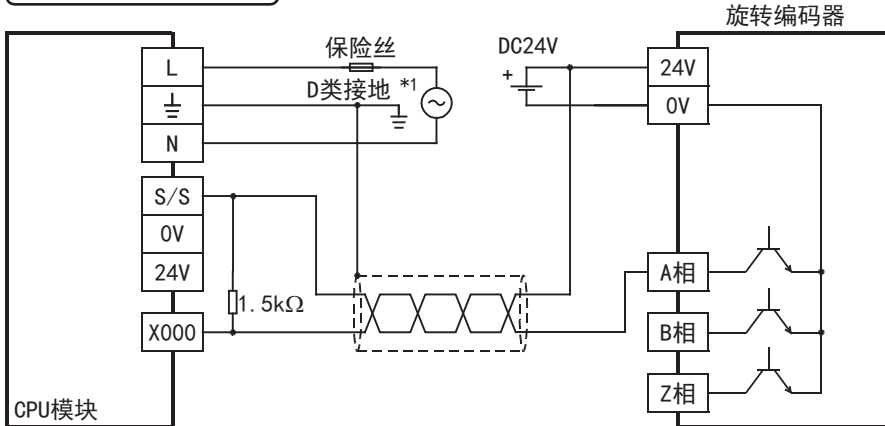 旋转编码器
保险丝
DC24V
L
24V
D类接地 *1
+
0V
N
S/S
0V
24V
A相
1.5kΩ
X000
B相
Z相
CPU模块